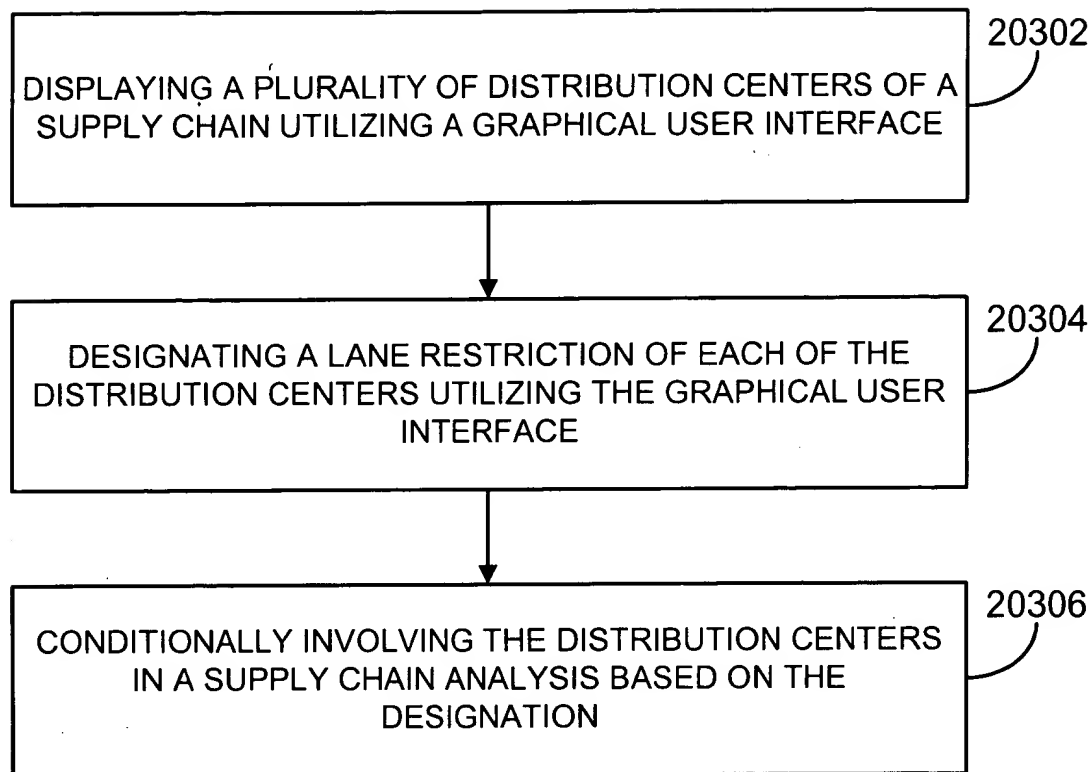 20302
DISPLAYING A PLURALITY OF DISTRIBUTION CENTERS OF A
SUPPLY CHAIN UTILIZING A GRAPHICAL USER INTERFACE
20304
DESIGNATING A LANE RESTRICTION OF EACH OF THE
DISTRIBUTION CENTERS UTILIZING THE GRAPHICAL USER
INTERFACE
20306
CONDITIONALLY INVOLVING THE DISTRIBUTION CENTERS
IN A SUPPLY CHAIN ANALYSIS BASED ON THE
DESIGNATION